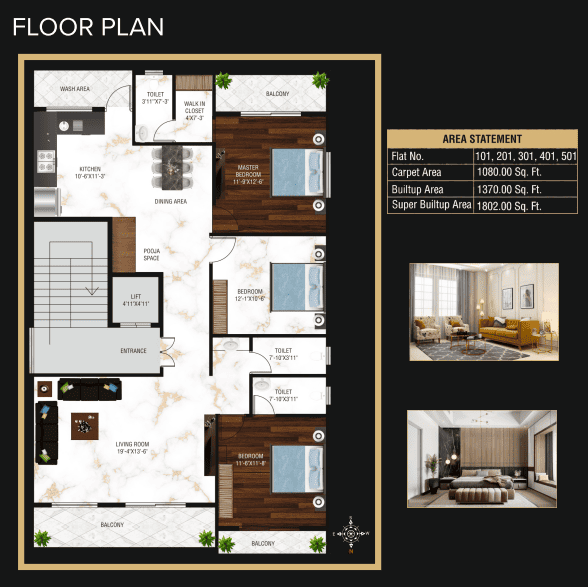 FLOOR PLAN
WASH AREA
TOILET
3'11"X7'-3"
WALK IN
CLOSET
4'X7'-3"
BALCONY
KITCHEN
10'-6"X11'-3"
MASTER
BEDROOM
11'-9"X12'-6"
DINING AREA
POOJA
SPACE
LIFT
4'11"X4'11"
BEDROOM
12'-1"X10'-6"
ENTRANCE
TOILET
7'-10"X3'11"
TOILET
7'-10"X3'11"
LIVING ROOM
19'-4"X13'-6"
BEDROOM
11'-6"X11'-8"
BALCONY
BALCONY
E
S
W
N
AREA STATEMENT
Flat No. 101, 201, 301, 401, 501
Carpet Area 1080.00 Sq. Ft.
Builtup Area 1370.00 Sq. Ft.
Super Builtup Area 1802.00 Sq. Ft.